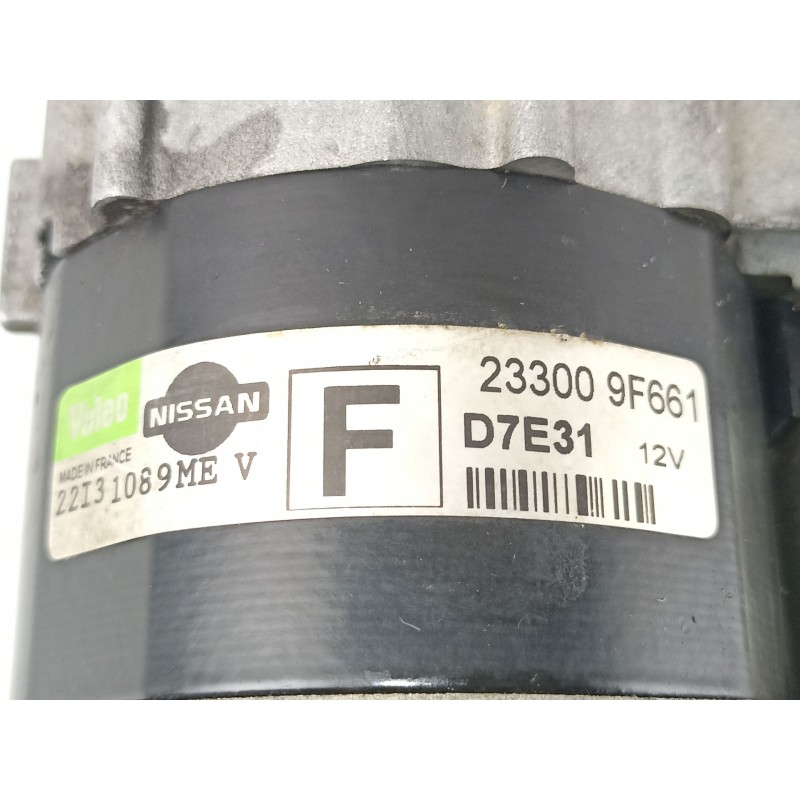 Valeo
NISSAN
MADE IN FRANCE
22I31089ME V
F
23300 9F661
D7E31
12V